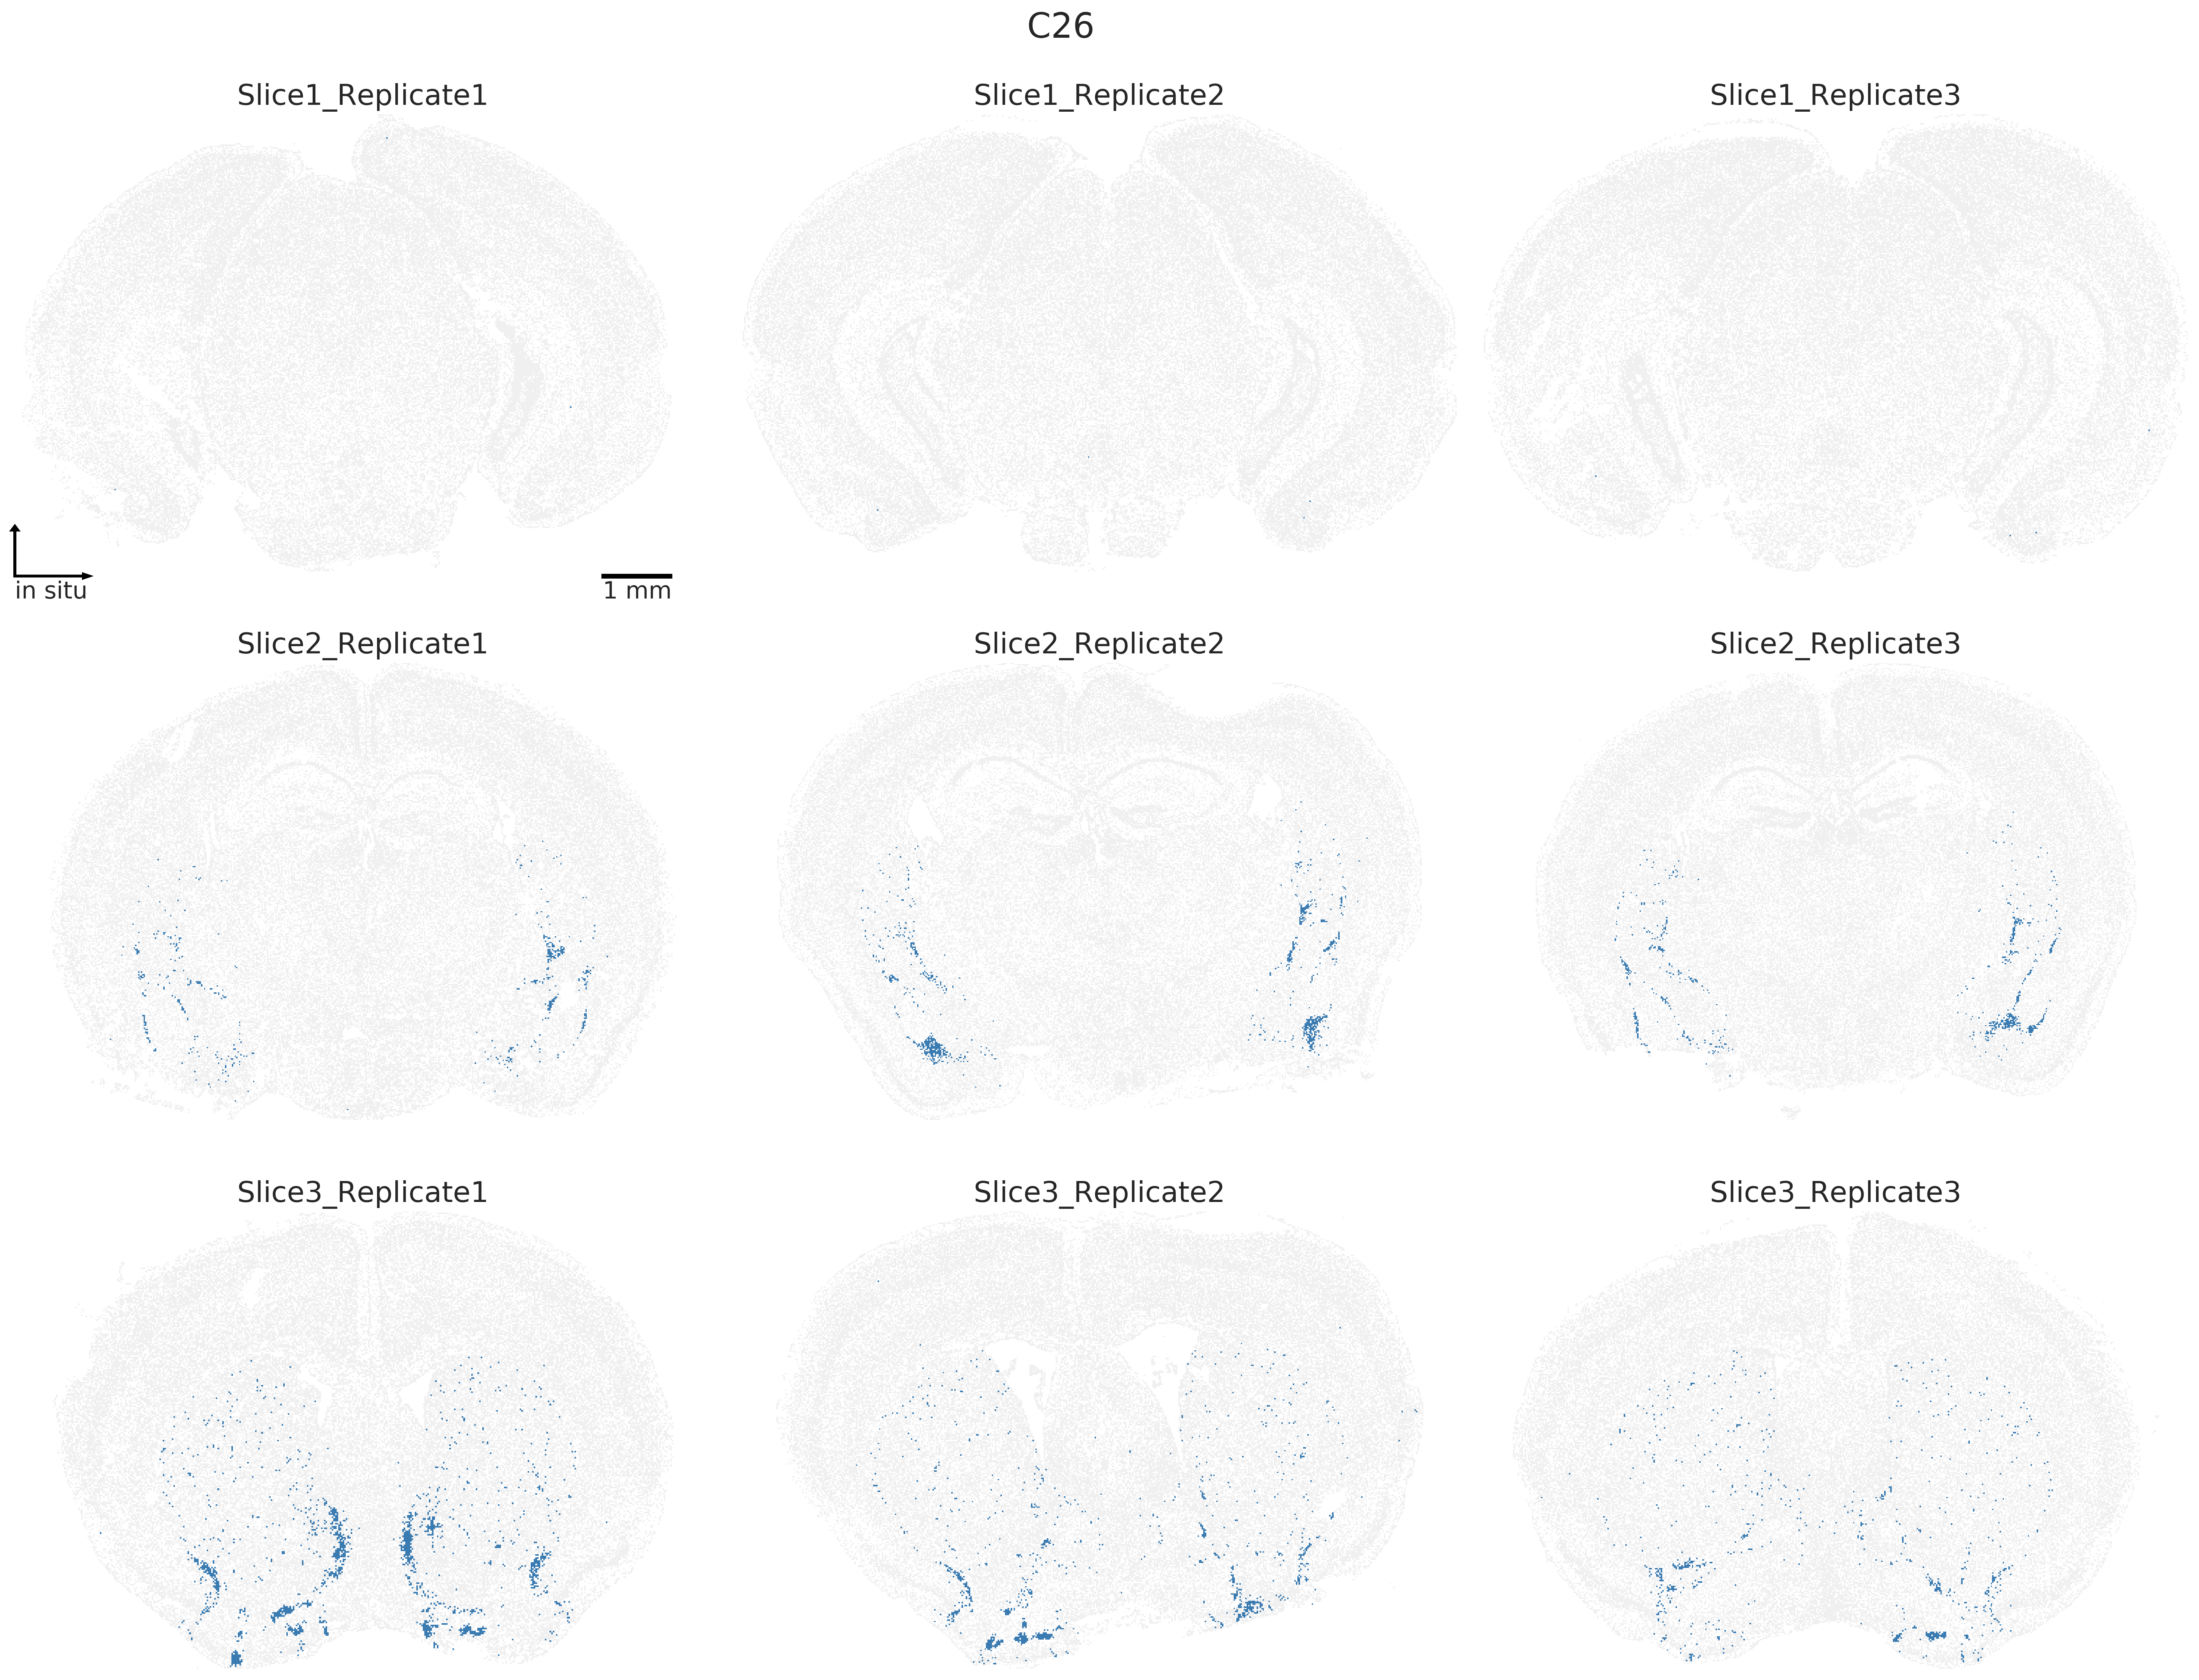 C26
Slice1_Replicate1
Slice1_Replicate2
Slice1_Replicate3
in situ
1 mm
Slice2_Replicate1
Slice2_Replicate2
Slice2_Replicate3
Slice3_Replicate1
Slice3_Replicate2
Slice3_Replicate3